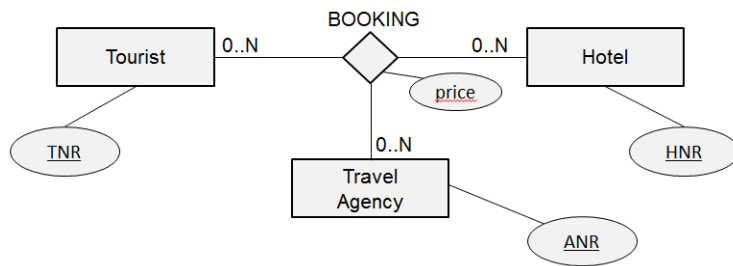 BOOKING
Tourist
0..N
0..N
Hotel
price
TNR
0..N
HNR
Travel
Agency
ANR